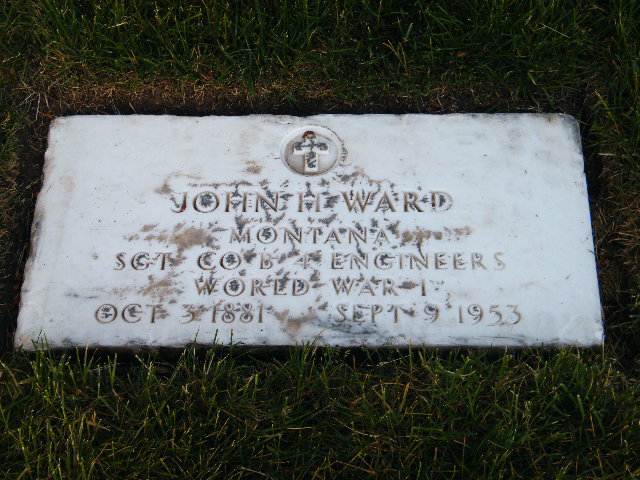 JOHN H WARD
MONTANA
SGT CO B 4 ENGINEERS
WORLD WAR I
OCT 3 1881 SEPT 9 1953